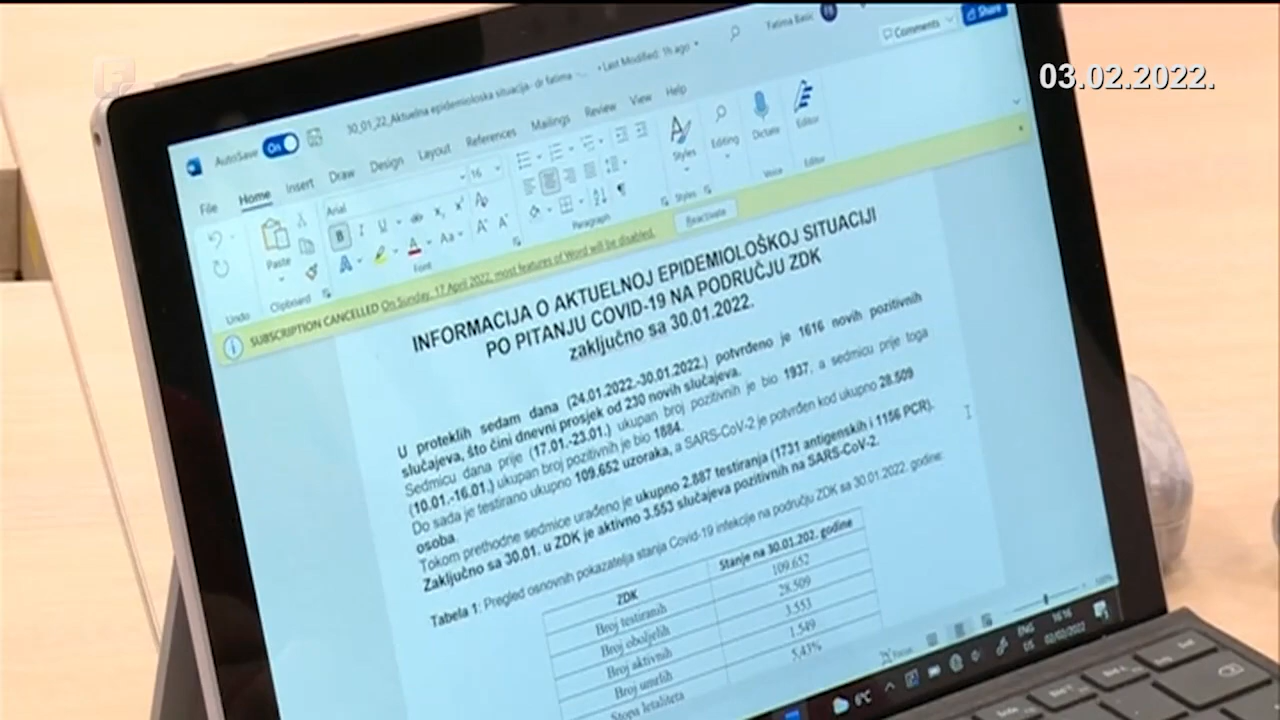 03.02.2022.
Fatima Basic
Share
Comments
AutoSave On
30_01_22_Aktuelna epidemioloska situacija- dr fatima
Last Modified: 1h ago
File Home Insert Draw Design Layout References Mailings Review View Help
Arial
16
Paste
Styles
Editing
Dictate
Editor
Undo
Clipboard
Font
Paragraph
Styles
Voice
Editor
SUBSCRIPTION CANCELLED On Sunday, 17 April 2022, most features of Word will be disabled.
Reactivate
INFORMACIJA O AKTUELNOJ EPIDEMIOLOŠKOJ SITUACIJI
PO PITANJU COVID-19 NA PODRUČJU ZDK
zaključno sa 30.01.2022.
U proteklih sedam dana (24.01.2022.-30.01.2022.) potvrđeno je 1616 novih pozitivnih
slučajeva, što čini dnevni prosjek od 230 novih slučajeva.
Sedmicu dana prije (17.01.-23.01.) ukupan broj pozitivnih je bio 1937, a sedmicu prije toga
(10.01.-16.01.) ukupan broj pozitivnih je bio 1884.
Do sada je testirano ukupno 109.652 uzoraka, a SARS-CoV-2 je potvrđen kod ukupno 28.509
osoba.
Tokom prethodne sedmice urađeno je ukupno 2.887 testiranja (1731 antigenskih i 1156 PCR).
Zaključno sa 30.01. u ZDK je aktivno 3.553 slučajeva pozitivnih na SARS-CoV-2.
Tabela 1: Pregled osnovnih pokazatelja stanja Covid-19 infekcije na području ZDK sa 30.01.2022. godine:
ZDK Stanje na 30.01.202. godine
Broj testiranih 109.652
Broj oboljelih 28.509
Broj aktivnih 3.553
Broj umrlih 1.549
Stopa letaliteta 5,43%
Focus
6°C
ENG
16:16
02/02/2022